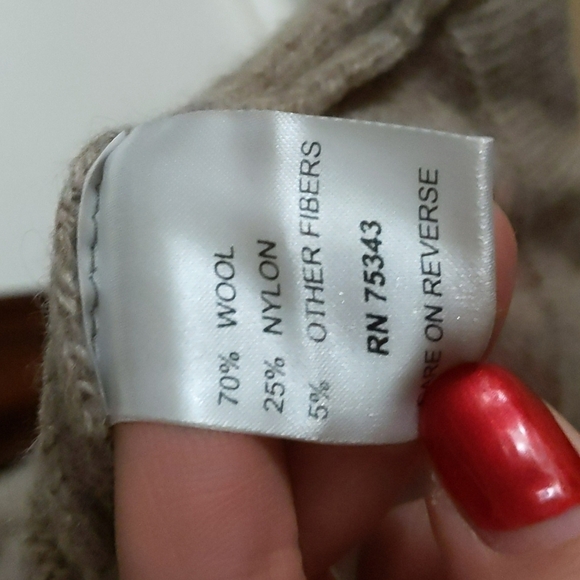 70% WOOL
25% NYLON
5% OTHER FIBERS
RN 75343
ON REVERSE